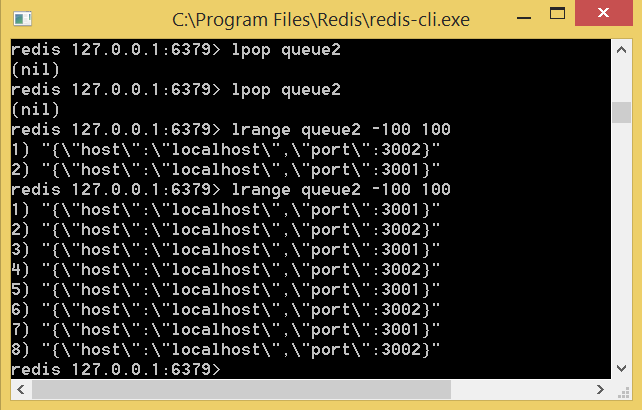 C:\Program Files\Redis\redis-cli.exe
redis 127.0.0.1:6379> lpop queue2
(nil)
redis 127.0.0.1:6379> lpop queue2
(nil)
redis 127.0.0.1:6379> lrange queue2 -100 100
1) "{\"host\":\"localhost\",\"port\":3002}"
2) "{\"host\":\"localhost\",\"port\":3001}"
redis 127.0.0.1:6379> lrange queue2 -100 100
1) "{\"host\":\"localhost\",\"port\":3001}"
2) "{\"host\":\"localhost\",\"port\":3002}"
3) "{\"host\":\"localhost\",\"port\":3001}"
4) "{\"host\":\"localhost\",\"port\":3002}"
5) "{\"host\":\"localhost\",\"port\":3001}"
6) "{\"host\":\"localhost\",\"port\":3002}"
7) "{\"host\":\"localhost\",\"port\":3001}"
8) "{\"host\":\"localhost\",\"port\":3002}"
redis 127.0.0.1:6379>